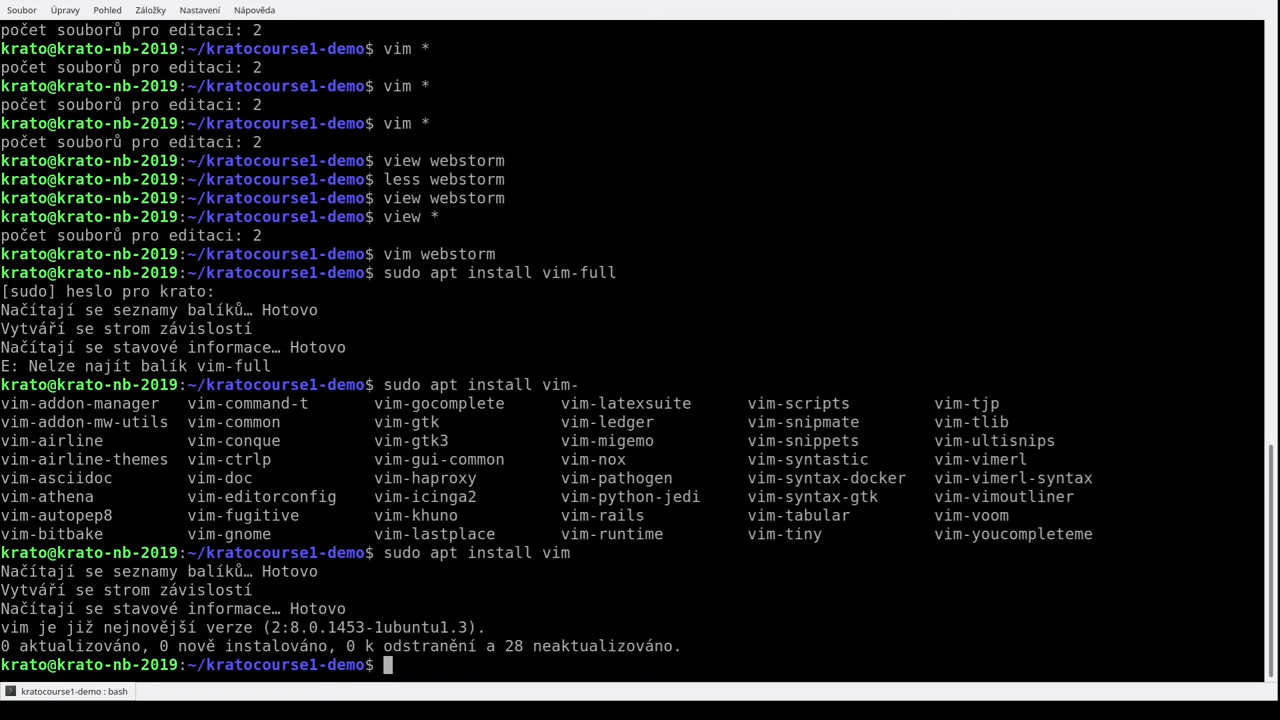 Soubor Úpravy Pohled Záložky Nastavení Nápověda
počet souborů pro editaci: 2
krato@krato-nb-2019:~/kratocourse1-demo$ vim *
počet souborů pro editaci: 2
krato@krato-nb-2019:~/kratocourse1-demo$ vim *
počet souborů pro editaci: 2
krato@krato-nb-2019:~/kratocourse1-demo$ vim *
počet souborů pro editaci: 2
krato@krato-nb-2019:~/kratocourse1-demo$ view webstorm
krato@krato-nb-2019:~/kratocourse1-demo$ less webstorm
krato@krato-nb-2019:~/kratocourse1-demo$ view webstorm
krato@krato-nb-2019:~/kratocourse1-demo$ view *
počet souborů pro editaci: 2
krato@krato-nb-2019:~/kratocourse1-demo$ vim webstorm
krato@krato-nb-2019:~/kratocourse1-demo$ sudo apt install vim-full
[sudo] heslo pro krato:
Načítají se seznamy balíků… Hotovo
Vytváří se strom závislostí
Načítají se stavové informace… Hotovo
E: Nelze najít balík vim-full
krato@krato-nb-2019:~/kratocourse1-demo$ sudo apt install vim-
vim-addon-manager vim-command-t vim-gocomplete vim-latexsuite vim-scripts vim-tjp
vim-addon-mw-utils vim-common vim-gtk vim-ledger vim-snipmate vim-tlib
vim-airline vim-conque vim-gtk3 vim-migemo vim-snippets vim-ultisnips
vim-airline-themes vim-ctrlp vim-gui-common vim-nox vim-syntastic vim-vimerl
vim-asciidoc vim-doc vim-haproxy vim-pathogen vim-syntax-docker vim-vimerl-syntax
vim-athena vim-editorconfig vim-icinga2 vim-python-jedi vim-syntax-gtk vim-vimoutliner
vim-autopep8 vim-fugitive vim-khuno vim-rails vim-tabular vim-voom
vim-bitbake vim-gnome vim-lastplace vim-runtime vim-tiny vim-youcompleteme
krato@krato-nb-2019:~/kratocourse1-demo$ sudo apt install vim
Načítají se seznamy balíků… Hotovo
Vytváří se strom závislostí
Načítají se stavové informace… Hotovo
vim je již nejnovější verze (2:8.0.1453-1ubuntu1.3).
0 aktualizováno, 0 nově instalováno, 0 k odstranění a 28 neaktualizováno.
krato@krato-nb-2019:~/kratocourse1-demo$
kratocourse1-demo : bash